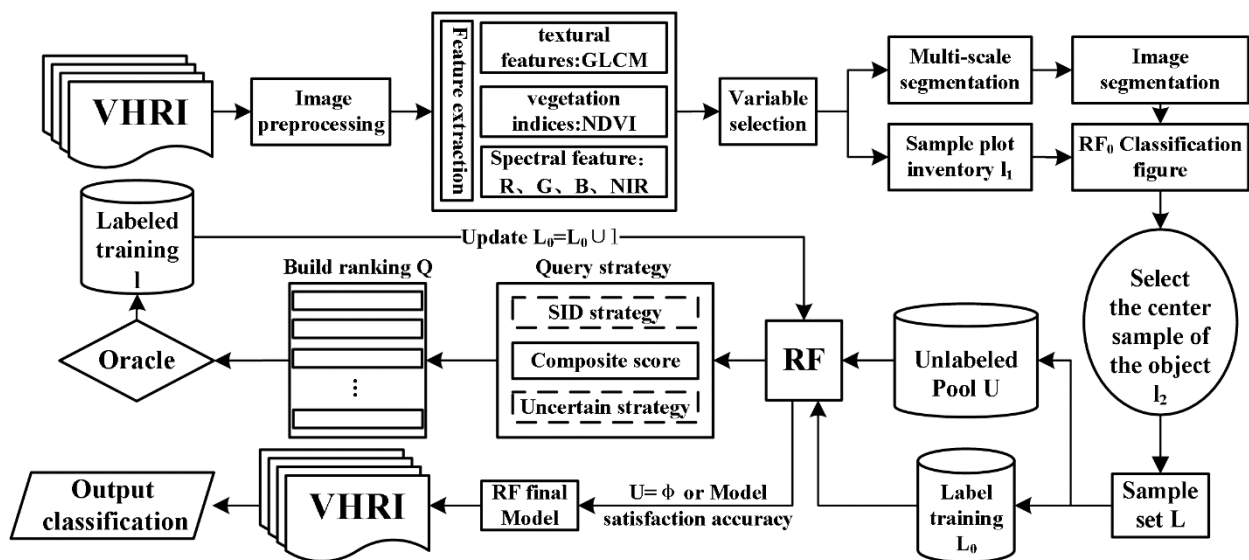 VHRI
Image
preprocessing
Feature extraction
textural
features:GLCM
vegetation
indices:NDVI
Spectral feature：
R、G、B、NIR
Variable
selection
Multi-scale
segmentation
Image
segmentation
Sample plot
inventory l₁
RF₀ Classification
figure
Labeled
training
l
Update L₀=L₀∪l
Build ranking Q
⋮
Query strategy
SID strategy
Composite score
Uncertain strategy
Oracle
RF
Unlabeled
Pool U
Select
the center
sample of
the object
l₂
Output
classification
VHRI
RF final
Model
U= Φ or Model
satisfaction accuracy
Label
training
L₀
Sample
set L